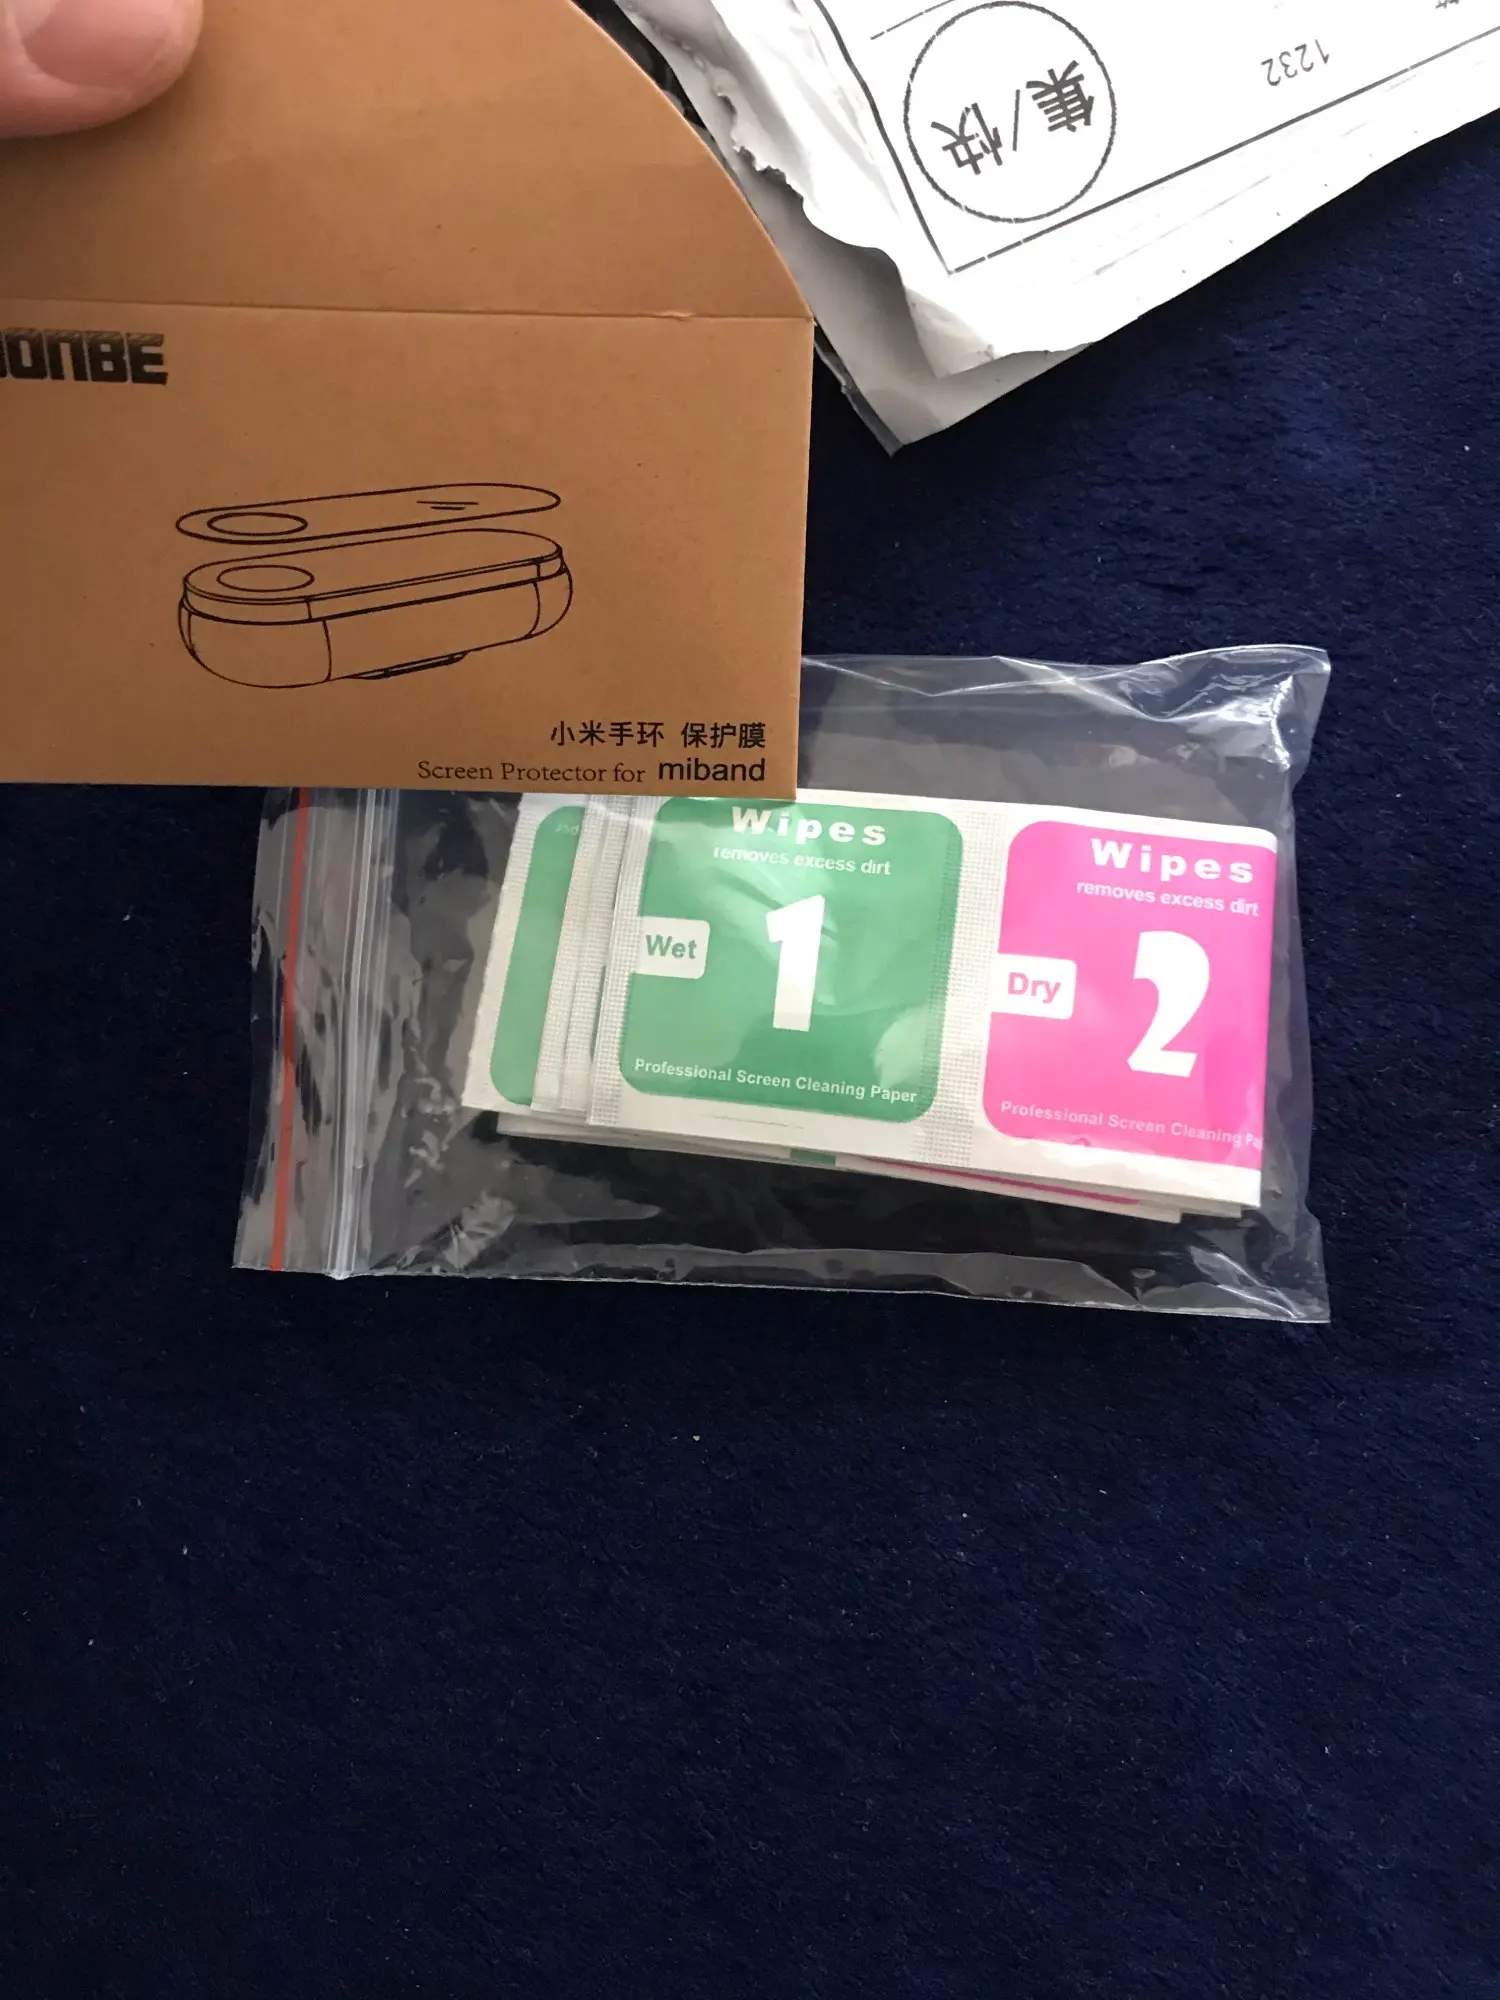 集/快
1232
小米手环 保护膜
Screen Protector for miband
Wipes
removes excess dirt
Wet
1
Professional Screen Cleaning Paper
Wipes
removes excess dirt
Dry
2
Professional Screen Cleaning